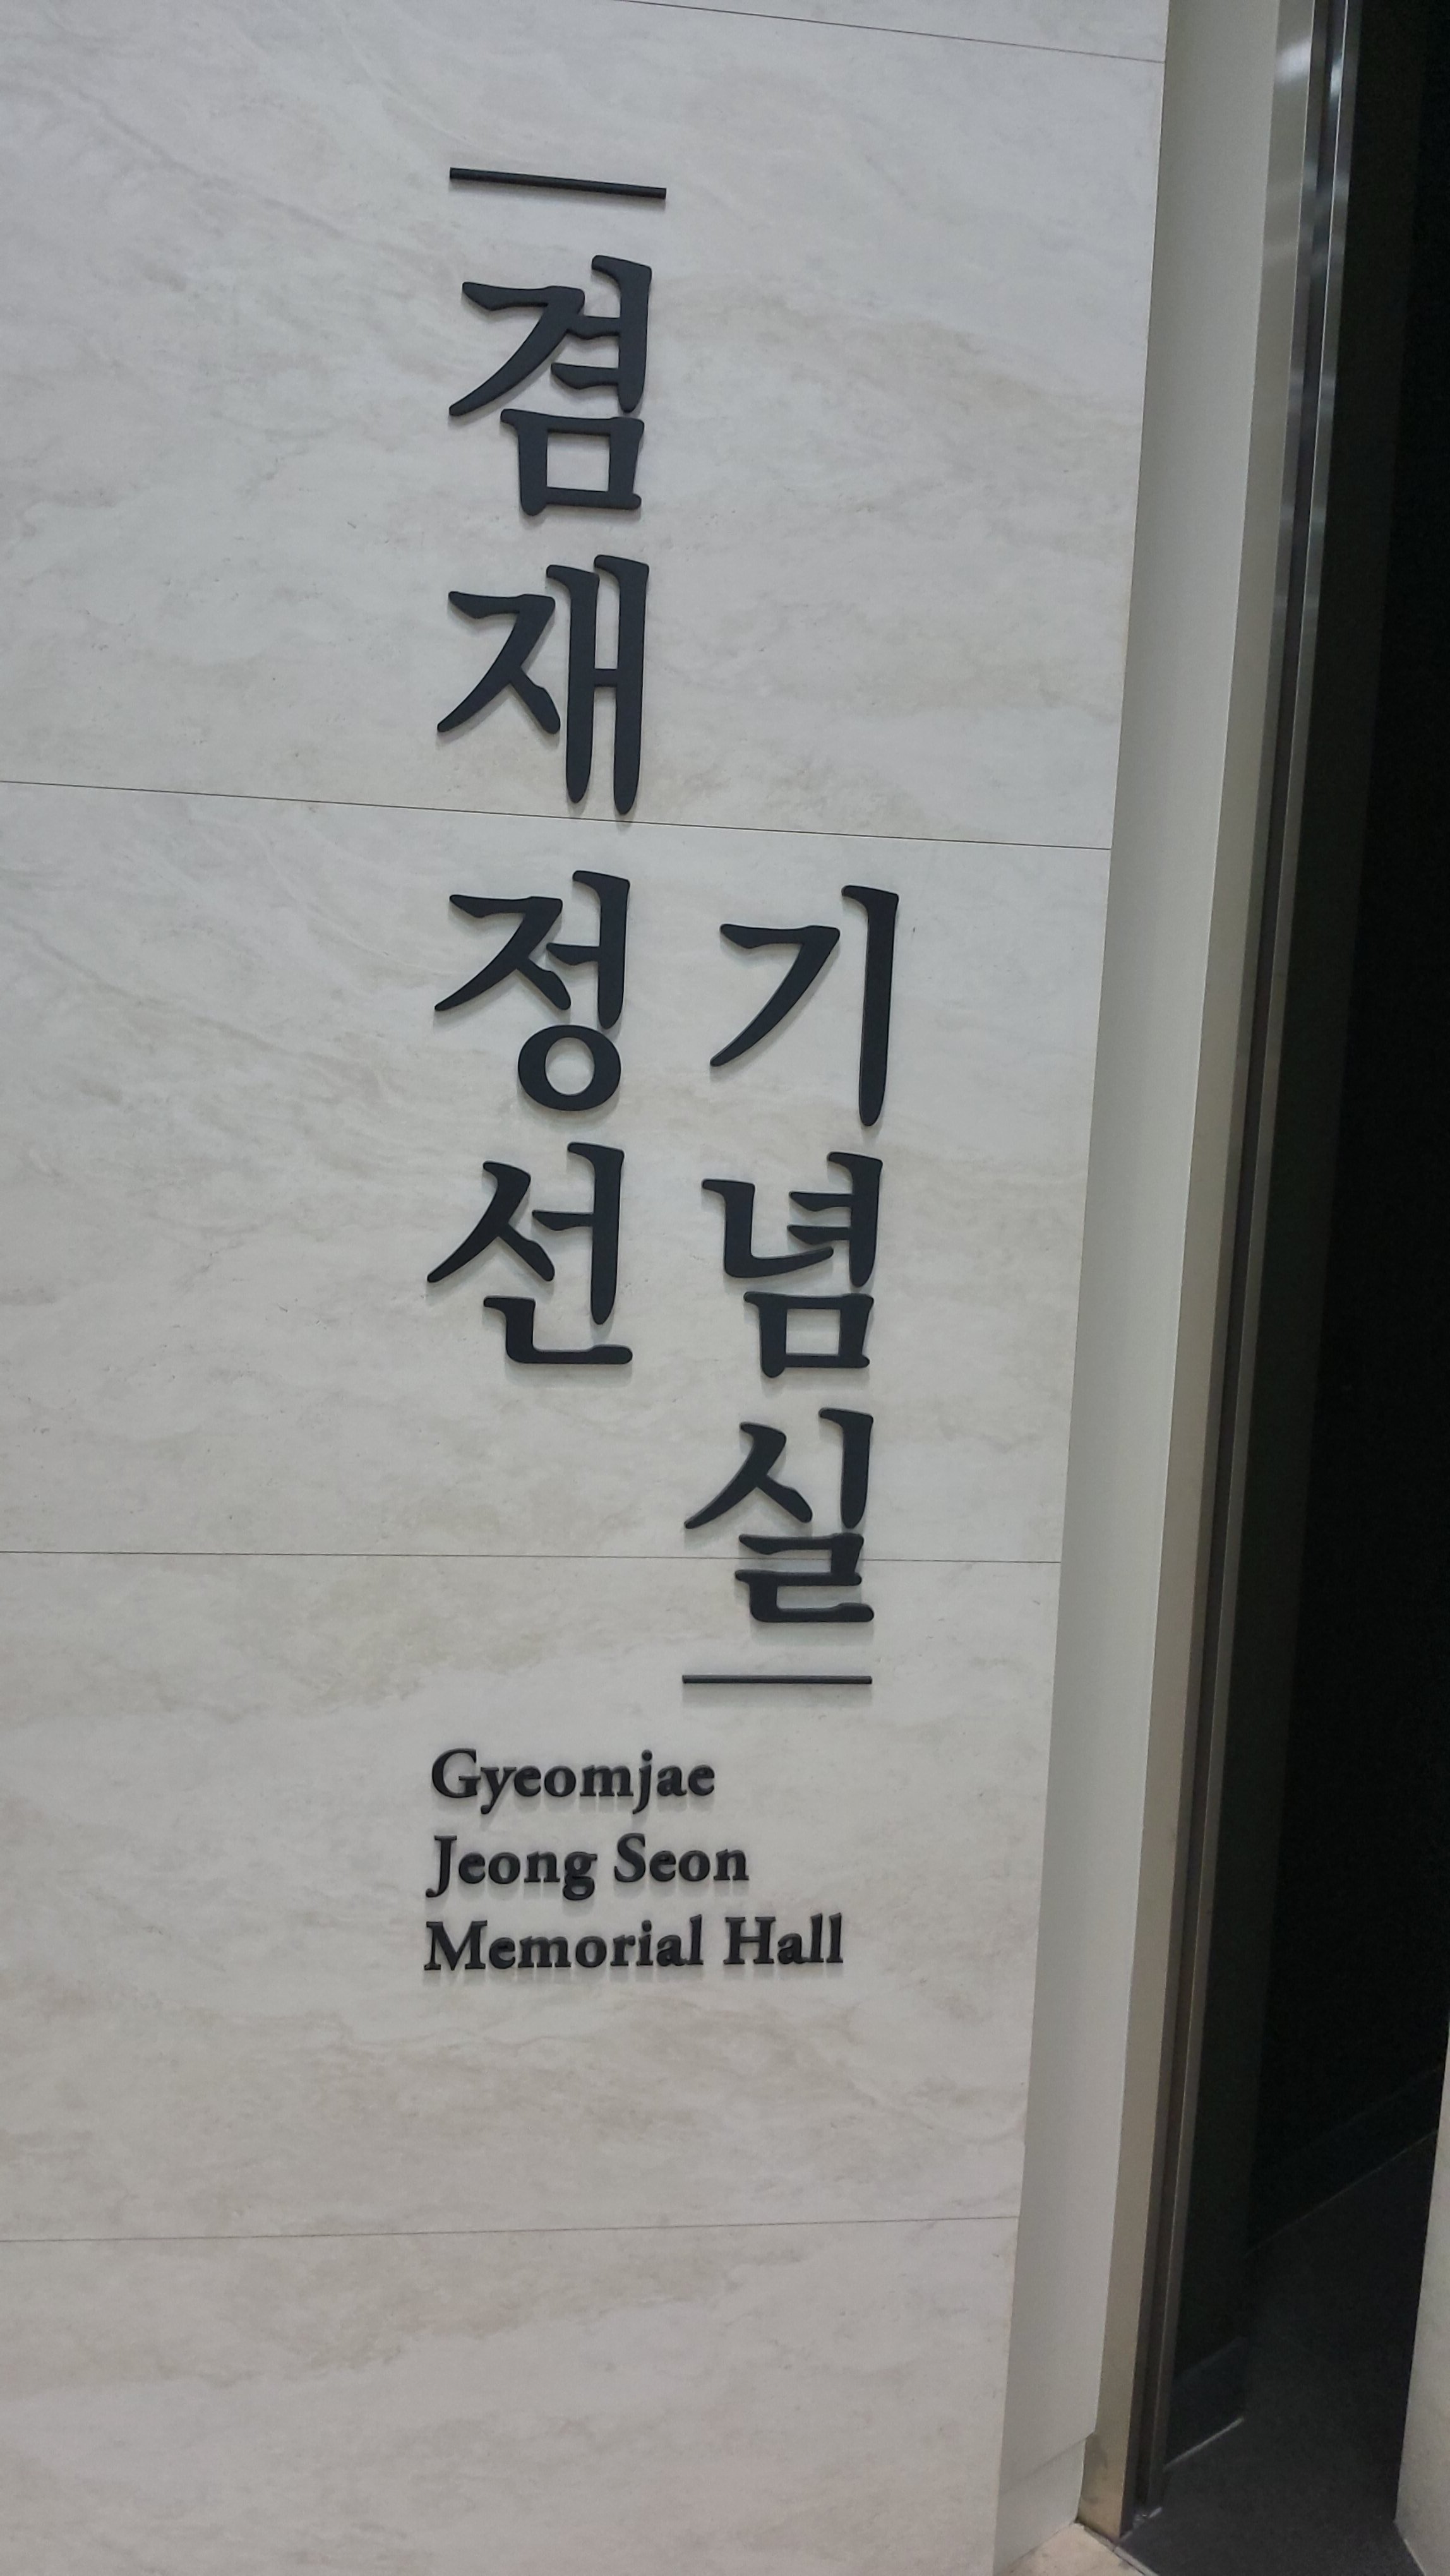 겸재정선
기념실
Gyeomjae
Jeong Seon
Memorial Hall